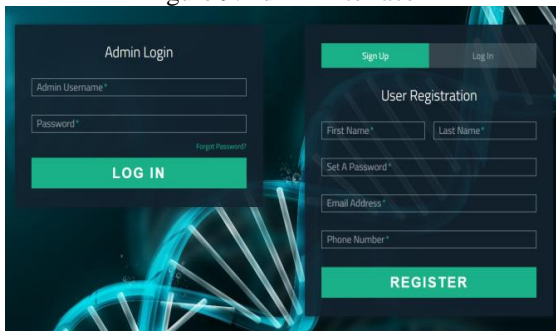 Admin Login
Admin Username*
Password*
Forgot Password?
LOG IN
Sign Up
Log In
User Registration
First Name*
Last Name*
Set A Password*
Email Address*
Phone Number*
REGISTER